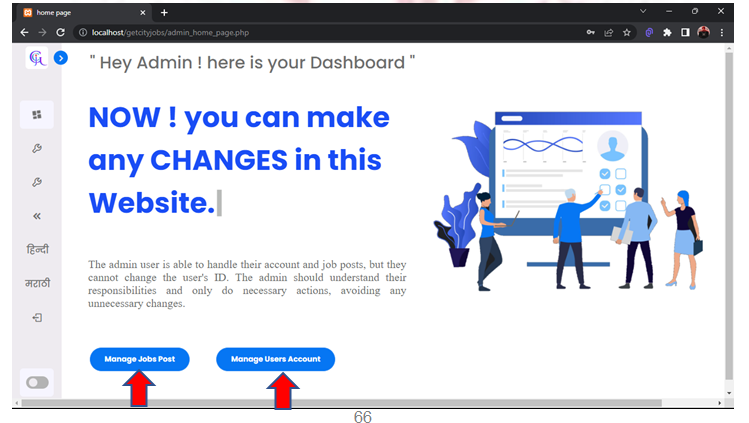 home page
localhost/getcityjobs/admin_home_page.php
" Hey Admin ! here is your Dashboard "
NOW ! you can make
any CHANGES in this
Website.
The admin user is able to handle their account and job posts, but they
cannot change the user's ID. The admin should understand their
responsibilities and only do necessary actions, avoiding any
unnecessary changes.
हिन्दी
मराठी
Manage Jobs Post
Manage Users Account
66